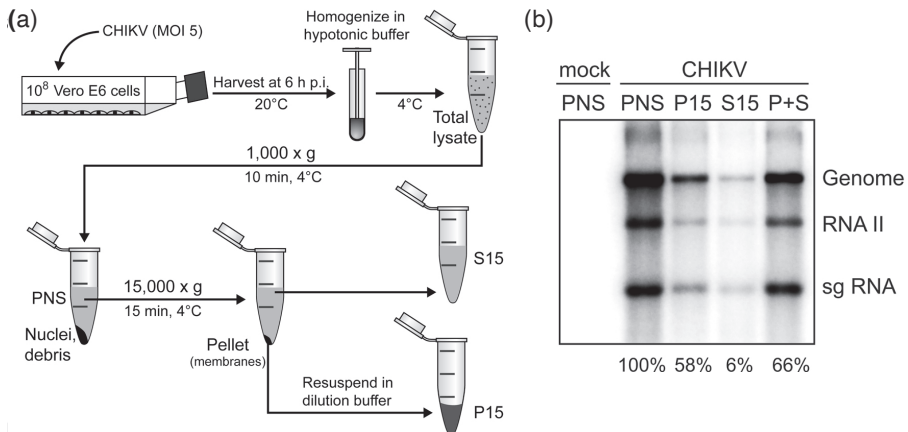 (a)
CHIKV (MOI 5)
10⁸ Vero E6 cells
Harvest at 6 h p.i.
20°C
Homogenize in
hypotonic buffer
4°C
Total
lysate
1,000 x g
10 min, 4°C
PNS
Nuclei,
debris
15,000 x g
15 min, 4°C
Pellet
(membranes)
S15
Resuspend in
dilution buffer
P15
(b)
mock CHIKV
PNS PNS P15 S15 P+S
Genome
RNA II
sg RNA
100% 58% 6% 66%